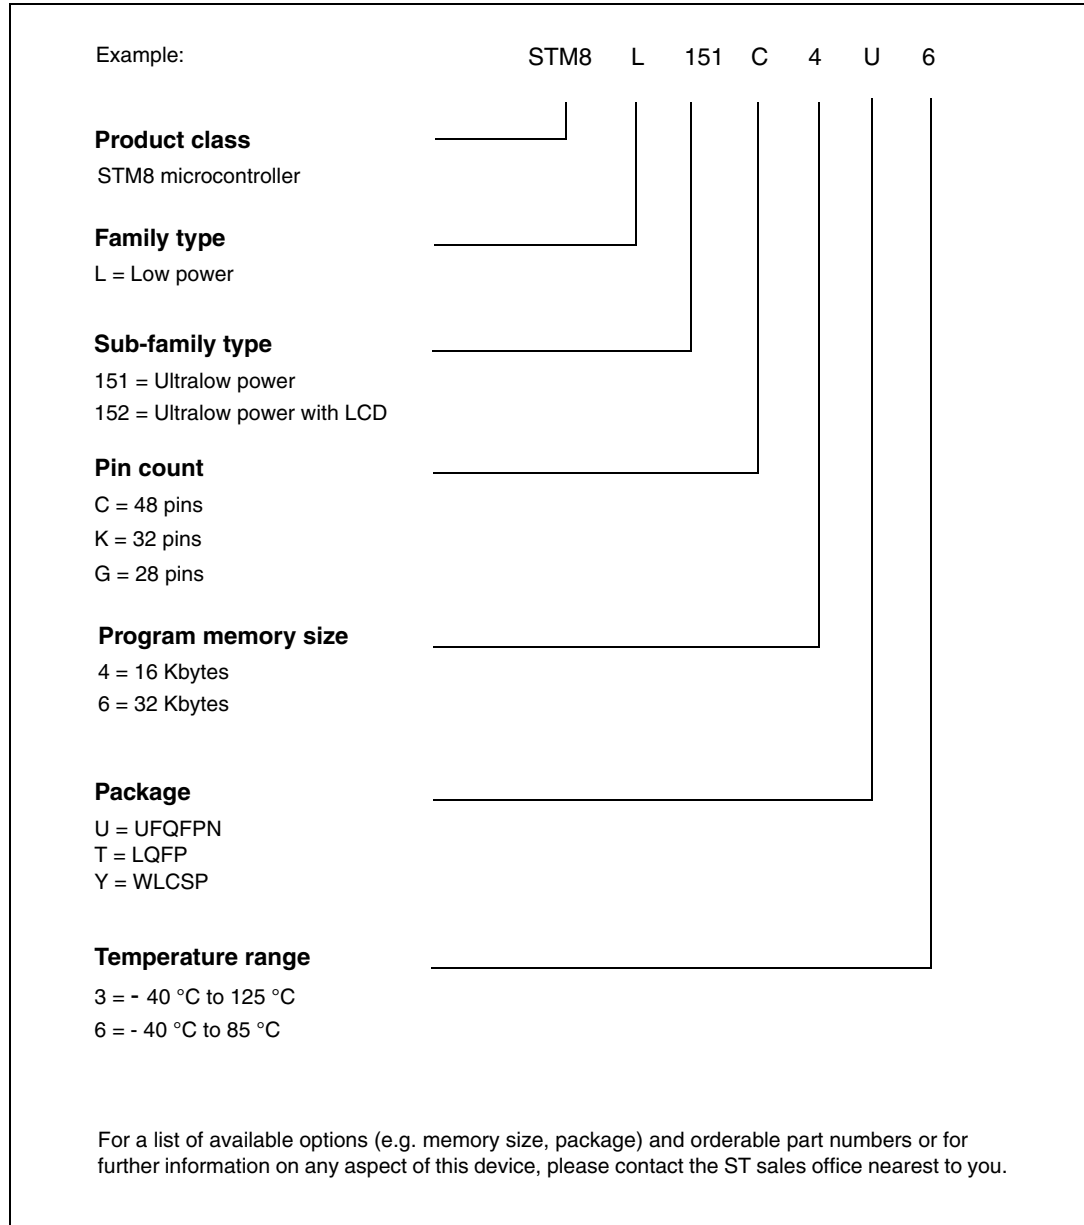 Example: STM8 L 151 C 4 U 6
Product class
STM8 microcontroller
Family type
L = Low power
Sub-family type
151 = Ultralow power
152 = Ultralow power with LCD
Pin count
C = 48 pins
K = 32 pins
G = 28 pins
Program memory size
4 = 16 Kbytes
6 = 32 Kbytes
Package
U = UFQFPN
T = LQFP
Y = WLCSP
Temperature range
3 = - 40 °C to 125 °C
6 = - 40 °C to 85 °C
For a list of available options (e.g. memory size, package) and orderable part numbers or for
further information on any aspect of this device, please contact the ST sales office nearest to you.